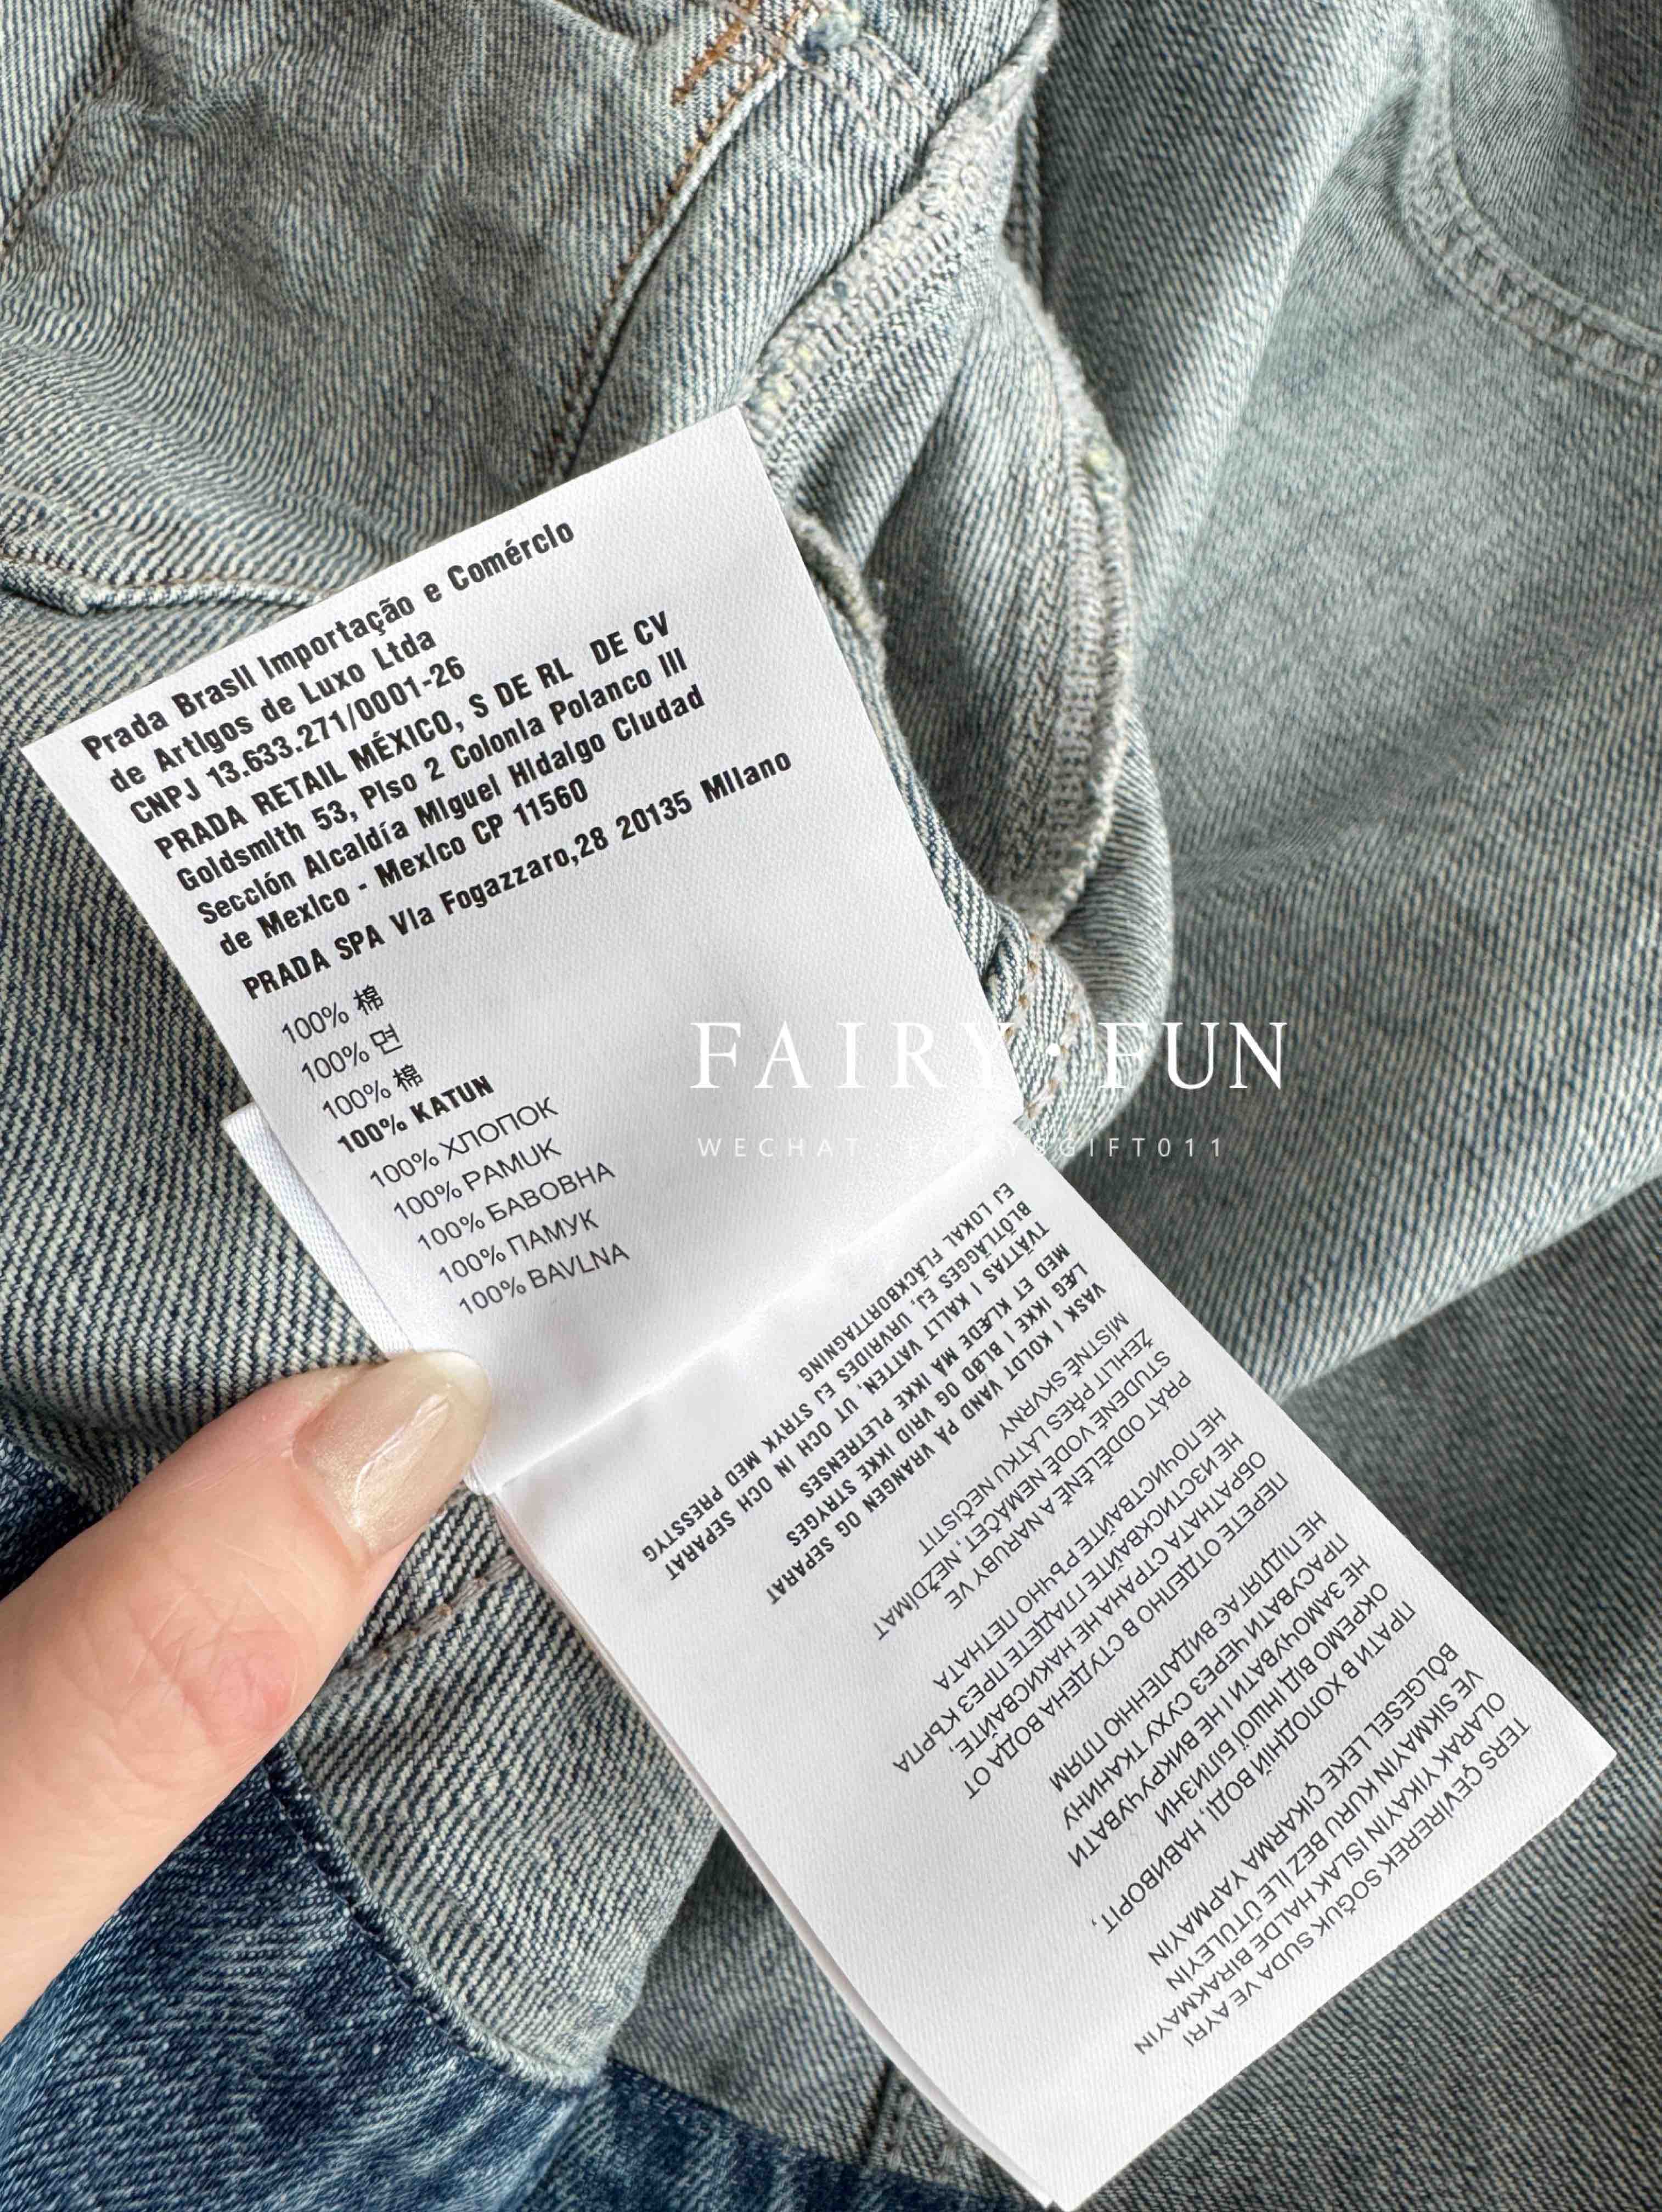 Prada BrasIl Importação e ComércIo
de ArtIgos de Luxo Ltda
CNPJ 13.633.271/0001-26
PRADA RETAIL MÉXICO, S DE RL DE CV
GoldsmIth 53, PIso 2 ColonIa Polanco III
SeccIón Alcaldía MIguel HIdalgo CIudad
de MexIco - MexIco CP 11560
PRADA SPA VIa Fogazzaro,28 20135 MIlano
100% 棉
100% 면
100% 棉
100% KATUN
100% ХЛОПОК
100% PAMUK
100% БАВОВНА
100% ПАМУК
100% BAVLNA
FAIRY·FUN
WECHAT: FAIRYSGIFT011
TERS ÇEVİREREK SOĞUK SUDA VE AYRI
OLARAK YIKAYIN ISLAK HALDE BIRAKMAYIN
VE SIKMAYIN KURU BEZ İLE ÜTÜLEYİN
BÖLGESEL LEKE ÇIKARMA YAPMAYIN
ПРАТИ В ХОЛОДНІЙ ВОДІ, НАВИВОРІТ,
ОКРЕМО ВІД ІНШОЇ БІЛИЗНИ
НЕ ЗАМОЧУВАТИ І НЕ ВИКРУЧУВАТИ
ПРАСУВАТИ ЧЕРЕЗ СУХУ ТКАНИНУ
НЕ ПІДЛЯГАЄ ВИДАЛЕННЮ ПЛЯМ
ПЕРЕТЕ ОТДЕЛНО В СТУДЕНА ВОДА ОТ
ОБРАТНАТА СТРАНА НЕ НАКИСВАЙТЕ,
НЕ ИЗСТИСКВАЙТЕ ГЛАДЕТЕ ПРЕЗ КЪРПА
НЕ ПОЧИСТВАЙТЕ РЪЧНО ПЕТНАТА
PRÁT ODDĚLENĚ A NARUBY VE
STUDENÉ VODĚ NEMÁČET, NEŽDÍMAT
ŽEHLIT PŘES LÁTKU NEČISTIT
MÍSTNĚ SKVRNY
VASK I KOLDT VAND PÅ VRANGEN OG SEPARAT
LÆG IKKE I BLØD OG VRID IKKE STRYGES
MED ET KLÆDE MÅ IKKE PLETRENSES
TVÄTTAS I KALLT VATTEN, UT OCH IN OCH SEPARAT
BLÖTLÄGGES EJ, URVRIDES EJ STRYK MED PRESSTYG
EJ LOKAL FLÄCKBORTTAGNING